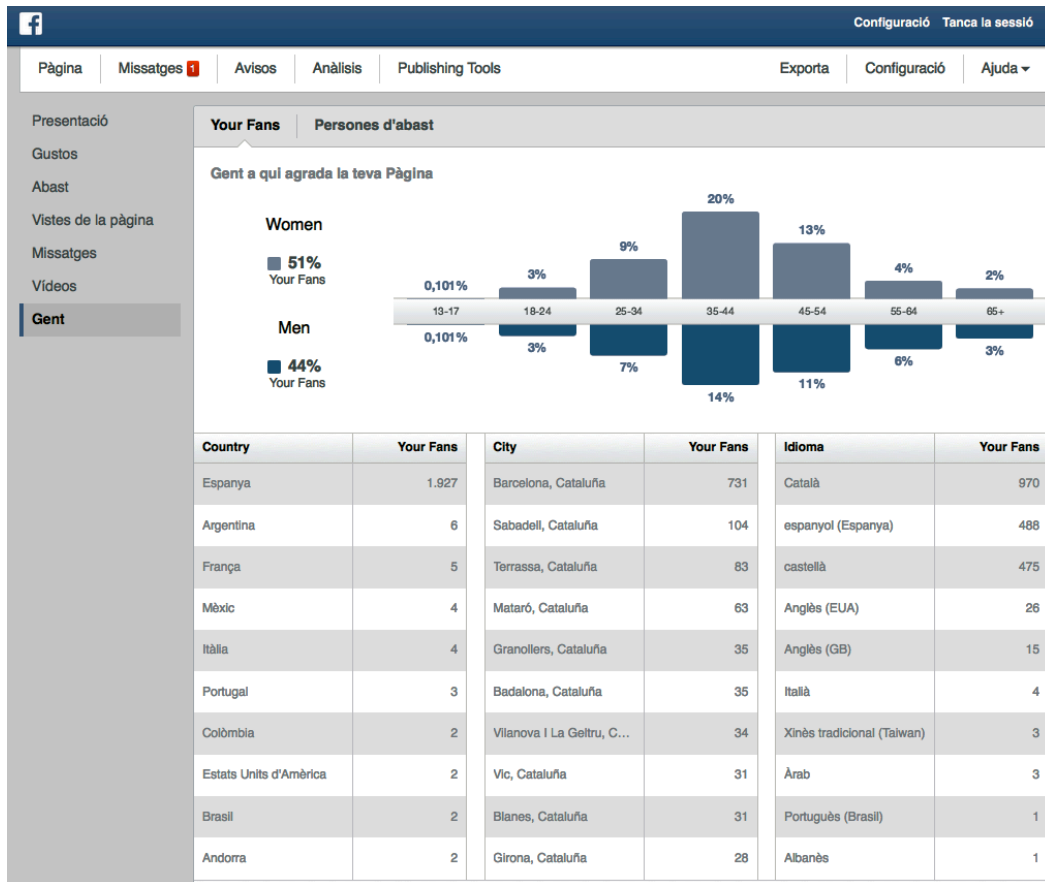 f
Configuració Tanca la sessió
Pàgina Missatges 1 Avisos Anàlisis Publishing Tools Exporta Configuració Ajuda
Presentació
Gustos
Abast
Vistes de la pàgina
Missatges
Vídeos
Gent
Your Fans Persones d'abast
Gent a qui agrada la teva Pàgina
Women
51%
Your Fans
Men
44%
Your Fans
0,101% 3% 9% 20% 13% 4% 2%
13-17 18-24 25-34 35-44 45-54 55-64 65+
0,101% 3% 7% 14% 11% 6% 3%
Country Your Fans City Your Fans Idioma Your Fans
Espanya 1.927 Barcelona, Cataluña 731 Català 970
Argentina 6 Sabadell, Cataluña 104 espanyol (Espanya) 488
França 5 Terrassa, Cataluña 83 castellà 475
Mèxic 4 Mataró, Cataluña 63 Anglès (EUA) 26
Itàlia 4 Granollers, Cataluña 35 Anglès (GB) 15
Portugal 3 Badalona, Cataluña 35 Italià 4
Colòmbia 2 Vilanova I La Geltru, C... 34 Xinès tradicional (Taiwan) 3
Estats Units d'Amèrica 2 Vic, Cataluña 31 Àrab 3
Brasil 2 Blanes, Cataluña 31 Portuguès (Brasil) 1
Andorra 2 Girona, Cataluña 28 Albanès 1